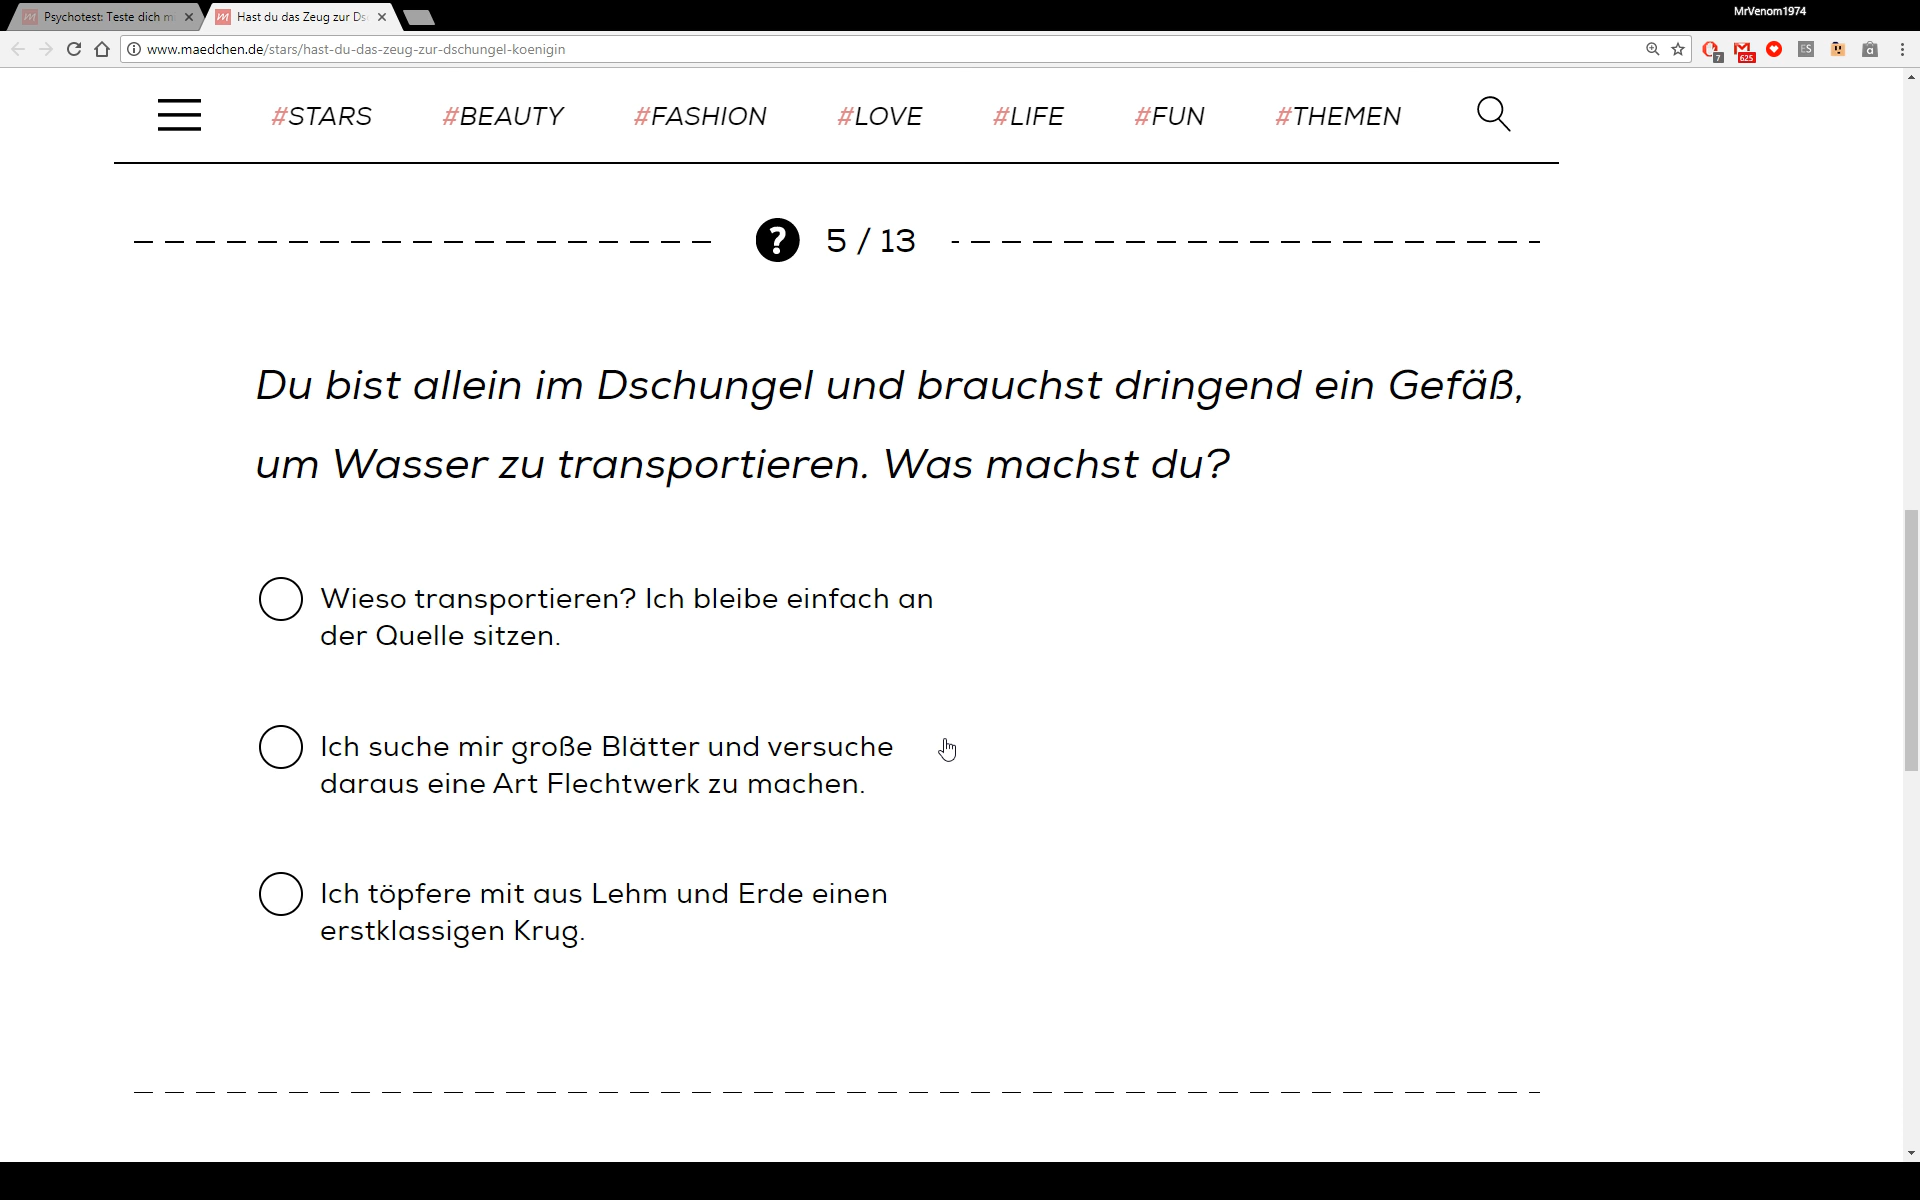 MrVenom1974
Psychotest: Teste dich m
Hast du das Zeug zur Ds
www.maedchen.de/stars/hast-du-das-zeug-zur-dschungel-koenigin
7
625
ES
a
#STARS #BEAUTY #FASHION #LOVE #LIFE #FUN #THEMEN
? 5 / 13
Du bist allein im Dschungel und brauchst dringend ein Gefäß,
um Wasser zu transportieren. Was machst du?
Wieso transportieren? Ich bleibe einfach an
der Quelle sitzen.
Ich suche mir große Blätter und versuche
daraus eine Art Flechtwerk zu machen.
Ich töpfere mit aus Lehm und Erde einen
erstklassigen Krug.